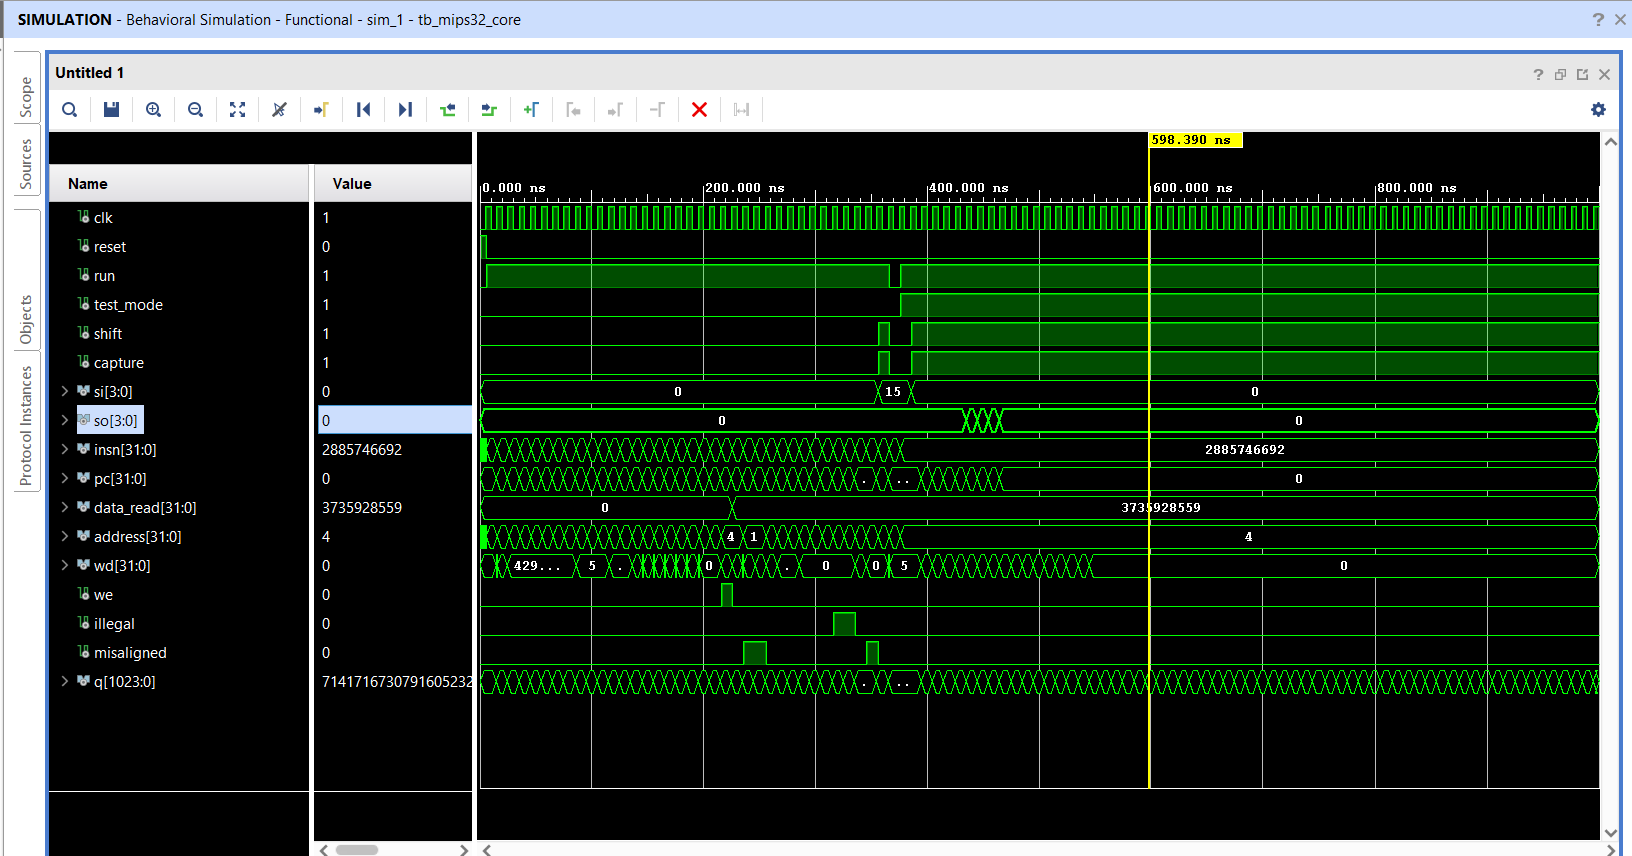 SIMULATION - Behavioral Simulation - Functional - sim_1 - tb_mips32_core
? ×
Scope
Sources
Objects
Protocol Instances
Untitled 1
?
598.390 ns
Name Value
0.000 ns 200.000 ns 400.000 ns 600.000 ns 800.000 ns
clk 1
reset 0
run 1
test_mode 1
shift 1
capture 1
si[3:0] 0 0 15 0
so[3:0] 0 0 0
insn[31:0] 2885746692 2885746692
pc[31:0] 0 . .. 0
data_read[31:0] 3735928559 0 3735928559
address[31:0] 4 4 1 4
wd[31:0] 0 429... 5 . 0 . 0 0 5 0
we 0
illegal 0
misaligned 0
q[1023:0] 7141716730791605232 . ..